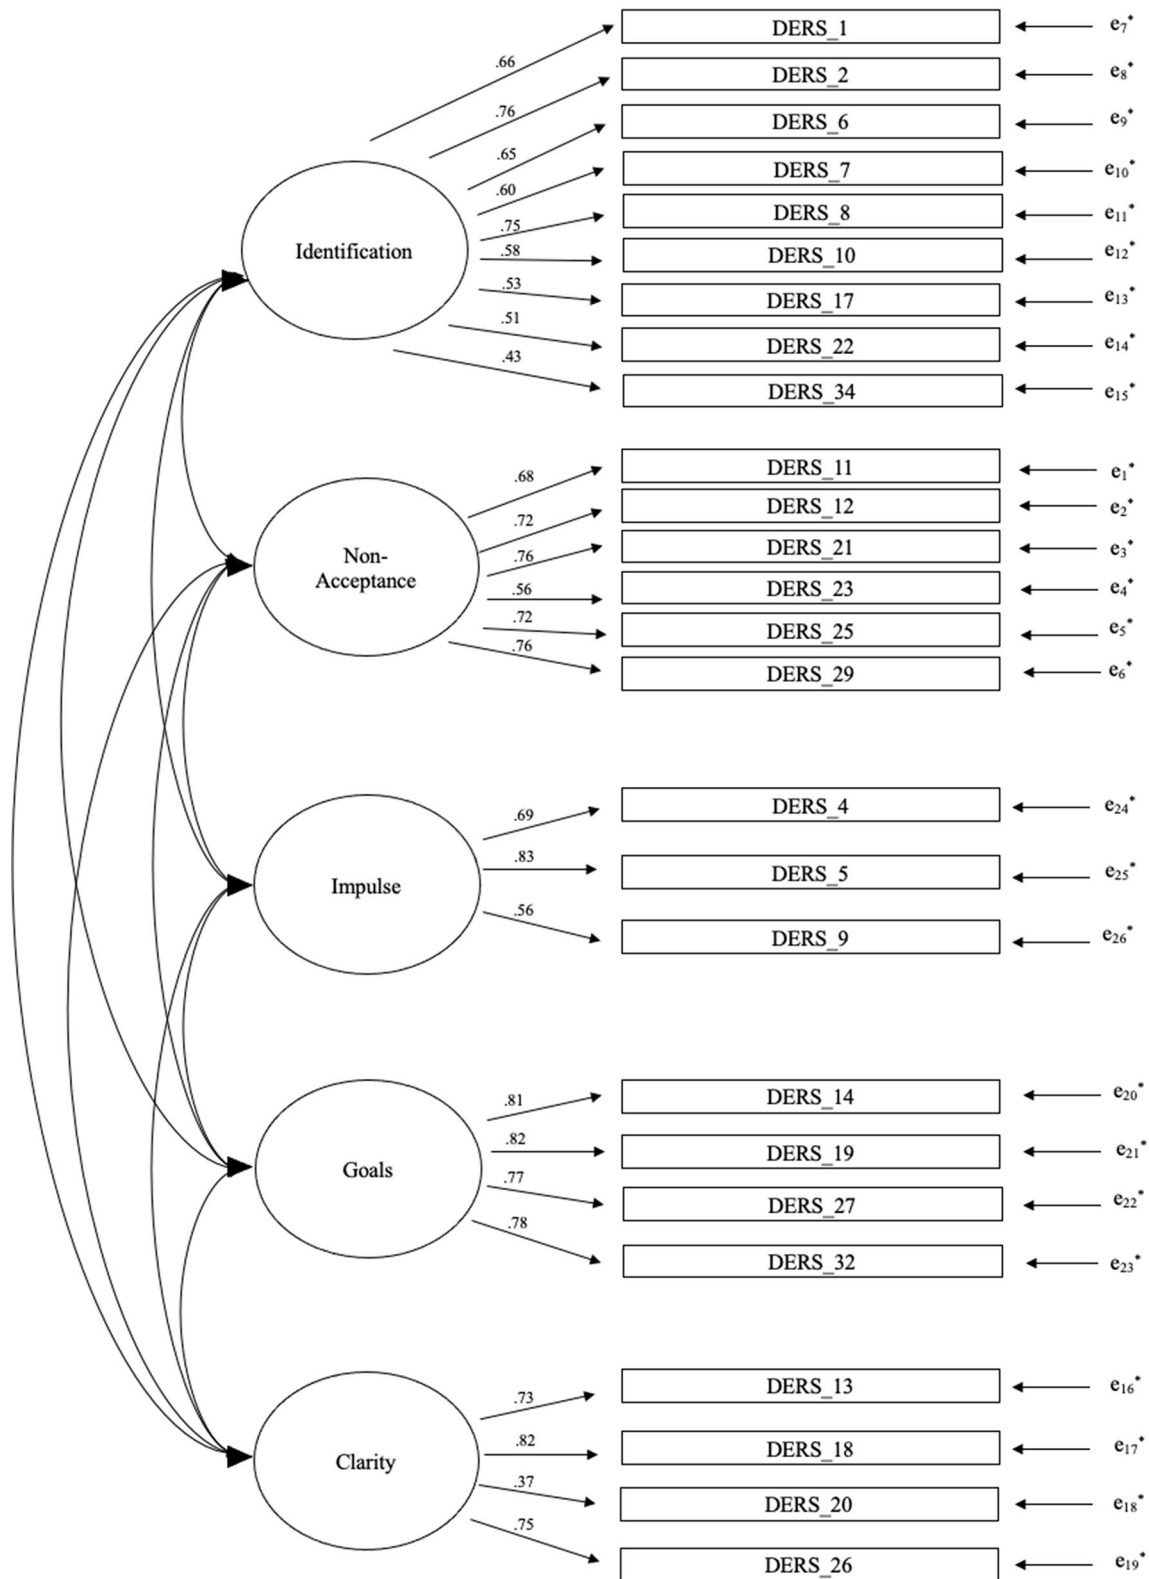 .66 DERS_1 e7*
.76 DERS_2 e8*
.65 DERS_6 e9*
.60 DERS_7 e10*
.75 DERS_8 e11*
Identification
.58 DERS_10 e12*
.53 DERS_17 e13*
.51 DERS_22 e14*
.43 DERS_34 e15*
.68 DERS_11 e1*
.72 DERS_12 e2*
.76 DERS_21 e3*
Non-
Acceptance
.56 DERS_23 e4*
.72 DERS_25 e5*
.76 DERS_29 e6*
.69 DERS_4 e24*
.83 DERS_5 e25*
Impulse
.56 DERS_9 e26*
.81 DERS_14 e20*
.82 DERS_19 e21*
Goals
.77 DERS_27 e22*
.78 DERS_32 e23*
.73 DERS_13 e16*
.82 DERS_18 e17*
Clarity
.37 DERS_20 e18*
.75 DERS_26 e19*